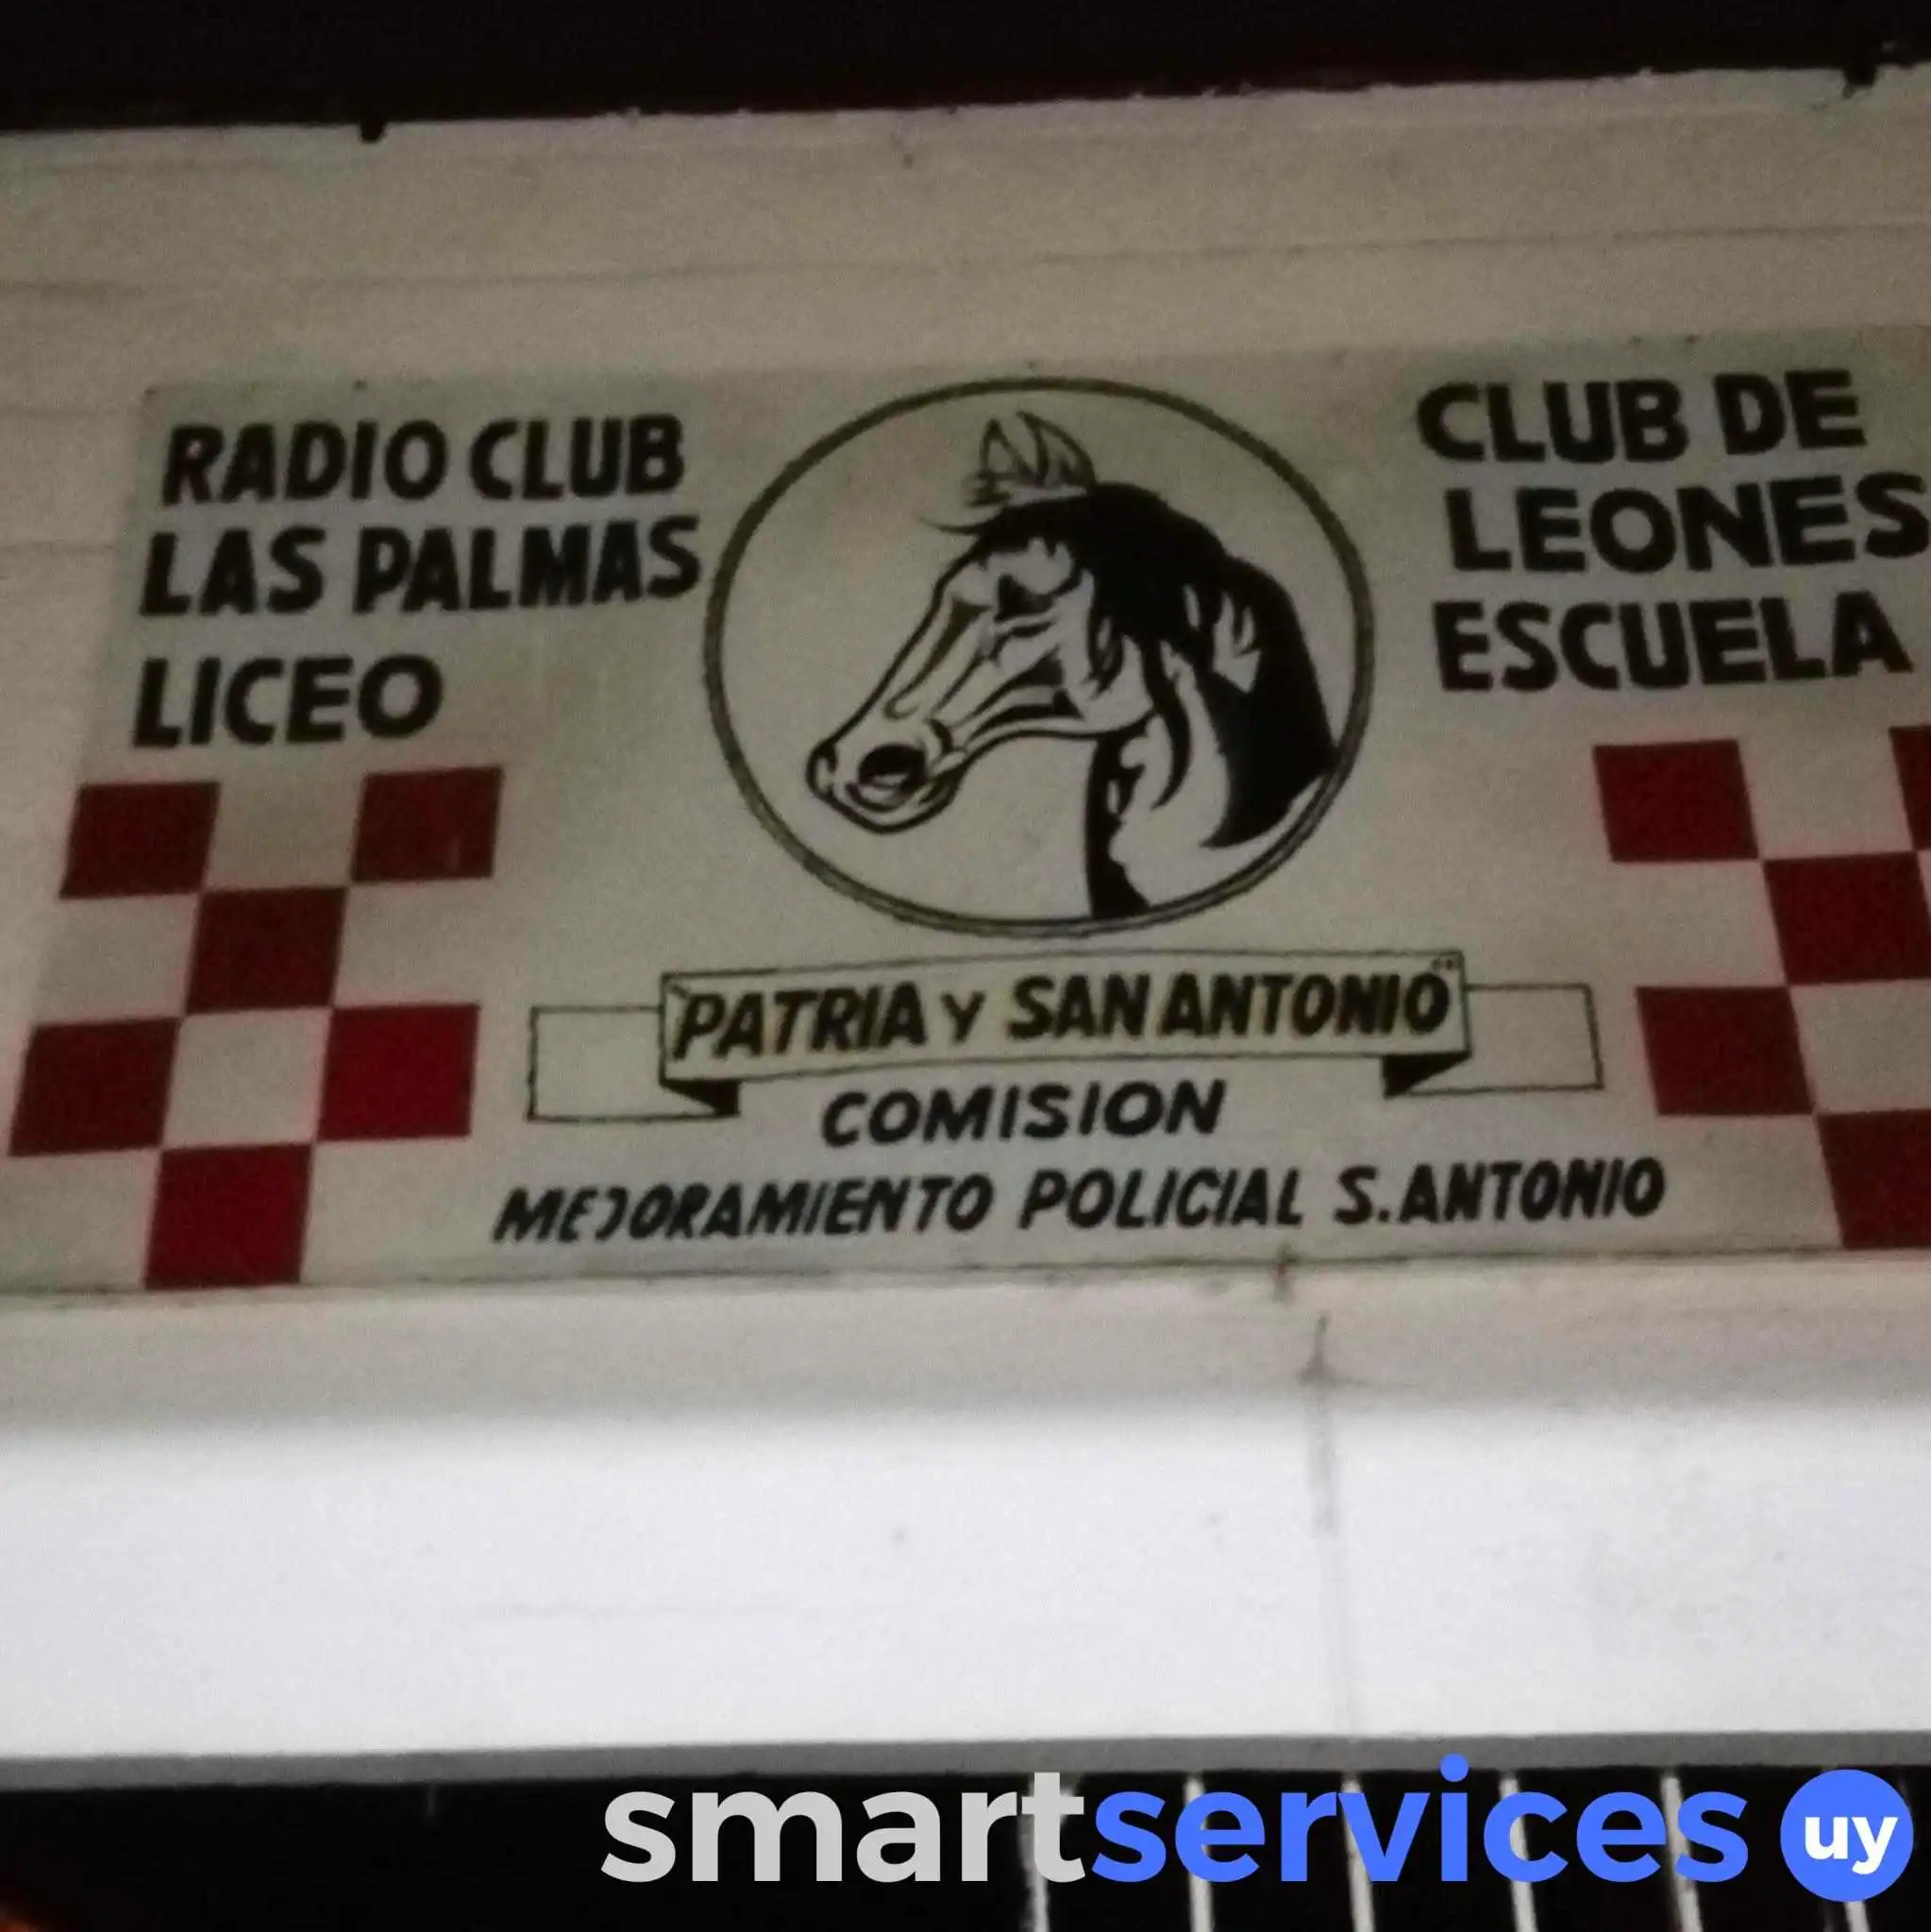 RADIO CLUB
LAS PALMAS
LICEO
CLUB DE
LEONES
ESCUELA
"PATRIA Y SAN ANTONIO"
COMISION
MEJORAMIENTO POLICIAL S. ANTONIO
smartservices uy